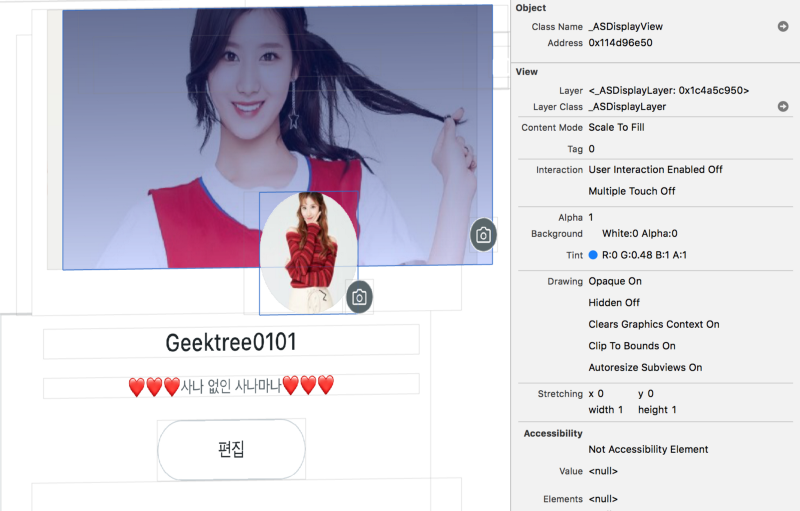 Geektree0101
❤️❤️❤️사나 없인 사나마나❤️❤️❤️
편집
Object
Class Name _ASDisplayView
Address 0x114d96e50
View
Layer <_ASDisplayLayer: 0x1c4a5c950>
Layer Class _ASDisplayLayer
Content Mode Scale To Fill
Tag 0
Interaction User Interaction Enabled Off
Multiple Touch Off
Alpha 1
Background White:0 Alpha:0
Tint R:0 G:0.48 B:1 A:1
Drawing Opaque On
Hidden Off
Clears Graphics Context On
Clip To Bounds On
Autoresize Subviews On
Stretching x 0 y 0
width 1 height 1
Accessibility
Not Accessibility Element
Value <null>
Elements <null>